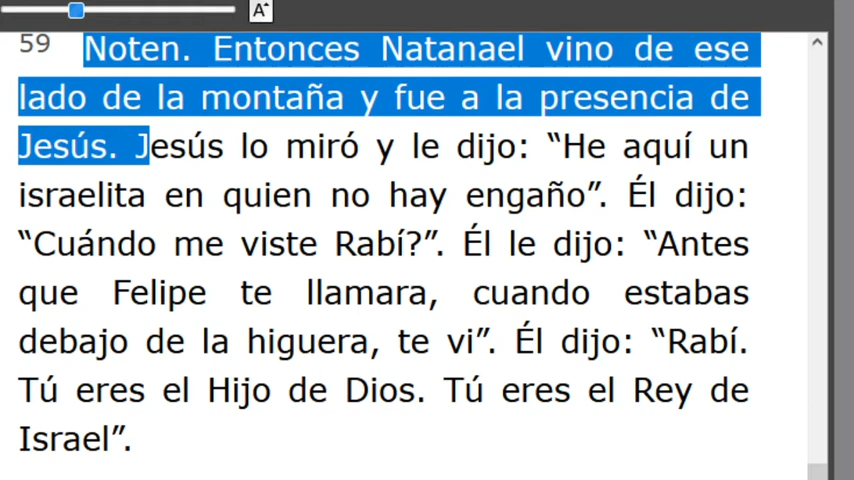 A
59 Noten. Entonces Natanael vino de ese
lado de la montaña y fue a la presencia de
Jesús. Jesús lo miró y le dijo: “He aquí un
israelita en quien no hay engaño”. Él dijo:
“Cuándo me viste Rabí?”. Él le dijo: “Antes
que Felipe te llamara, cuando estabas
debajo de la higuera, te vi”. Él dijo: “Rabí.
Tú eres el Hijo de Dios. Tú eres el Rey de
Israel”.